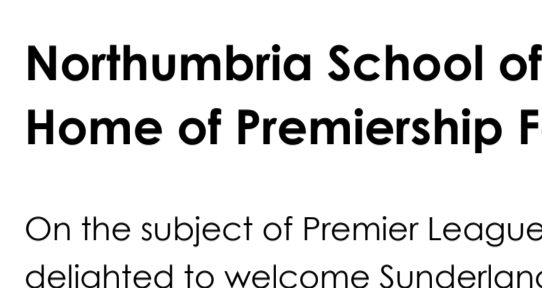 Northumbria School of
Home of Premiership
On the subject of Premier League
delighted to welcome Sunderland